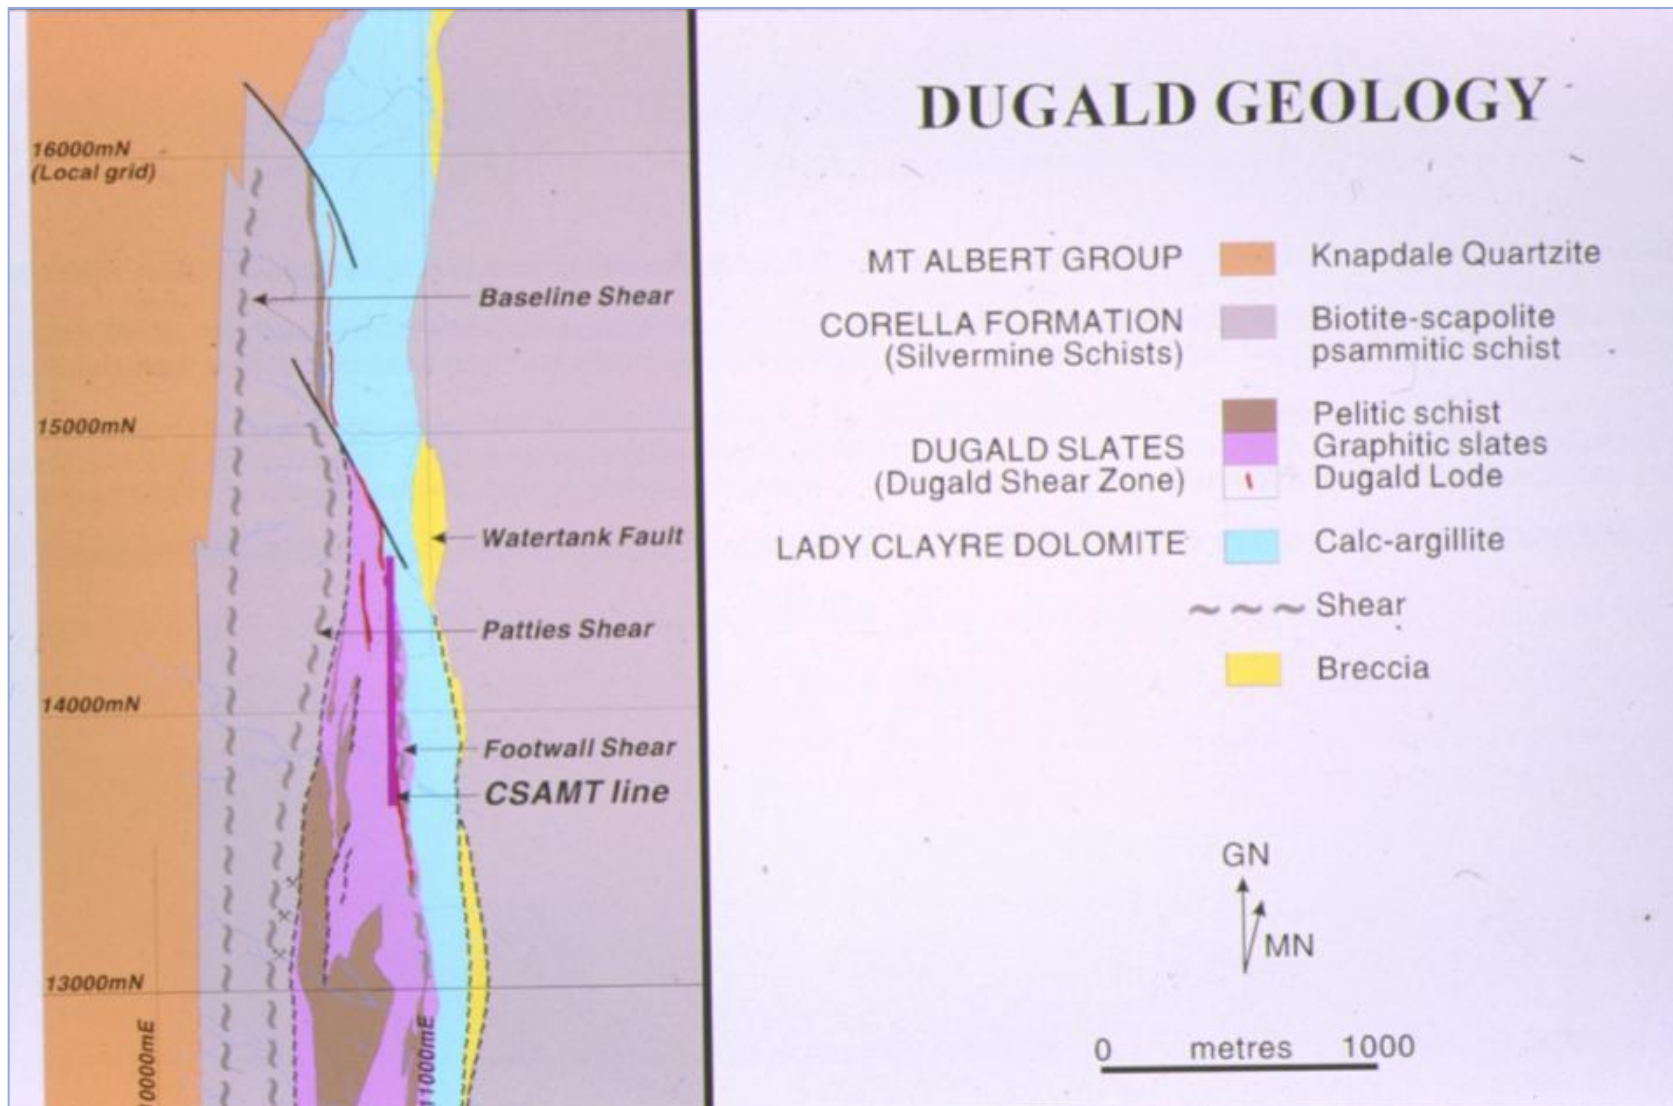 DUGALD GEOLOGY
16000mN
(Local grid)
Baseline Shear
15000mN
Watertank Fault
Patties Shear
14000mN
Footwall Shear
CSAMT line
13000mN
10000mE
11000mE
MT ALBERT GROUP
Knapdale Quartzite
CORELLA FORMATION
(Silvermine Schists)
Biotite-scapolite
psammitic schist
Pelitic schist
DUGALD SLATES
(Dugald Shear Zone)
Graphitic slates
Dugald Lode
LADY CLAYRE DOLOMITE
Calc-argillite
Shear
Breccia
GN
MN
0 metres 1000